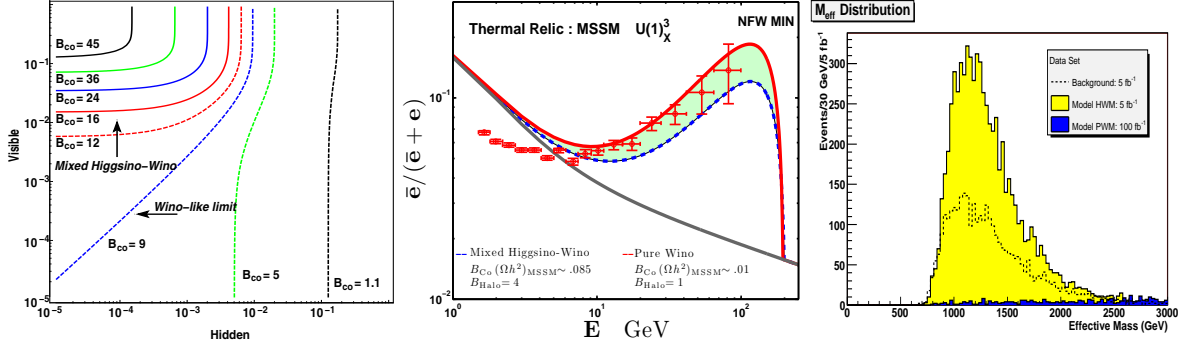 B_co = 45
B_co = 36
B_co = 24
B_co = 16
B_co = 12
Mixed Higgsino−Wino
Wino−like limit
B_co = 9
B_co = 5
B_co = 1.1
Visible
10^-1
10^-2
10^-3
10^-4
10^-5
10^-5 10^-4 10^-3 10^-2 10^-1
Hidden
Thermal Relic : MSSM U(1)_X^3
NFW MIN
ē/(ē + e)
10^-1
10^-2
Mixed Higgsino-Wino
B_Co(Ωh^2)_MSSM ∼ .085
B_Halo = 4
Pure Wino
B_Co(Ωh^2)_MSSM ∼ .01
B_Halo = 1
10^0 10^1 10^2
E GeV
M_eff Distribution
Events/30 GeV/5 fb^-1
350
300
250
200
150
100
50
0
0 500 1000 1500 2000 2500 3000
Effective Mass (GeV)
Data Set
Background: 5 fb^-1
Model HWM: 5 fb^-1
Model PWM: 100 fb^-1